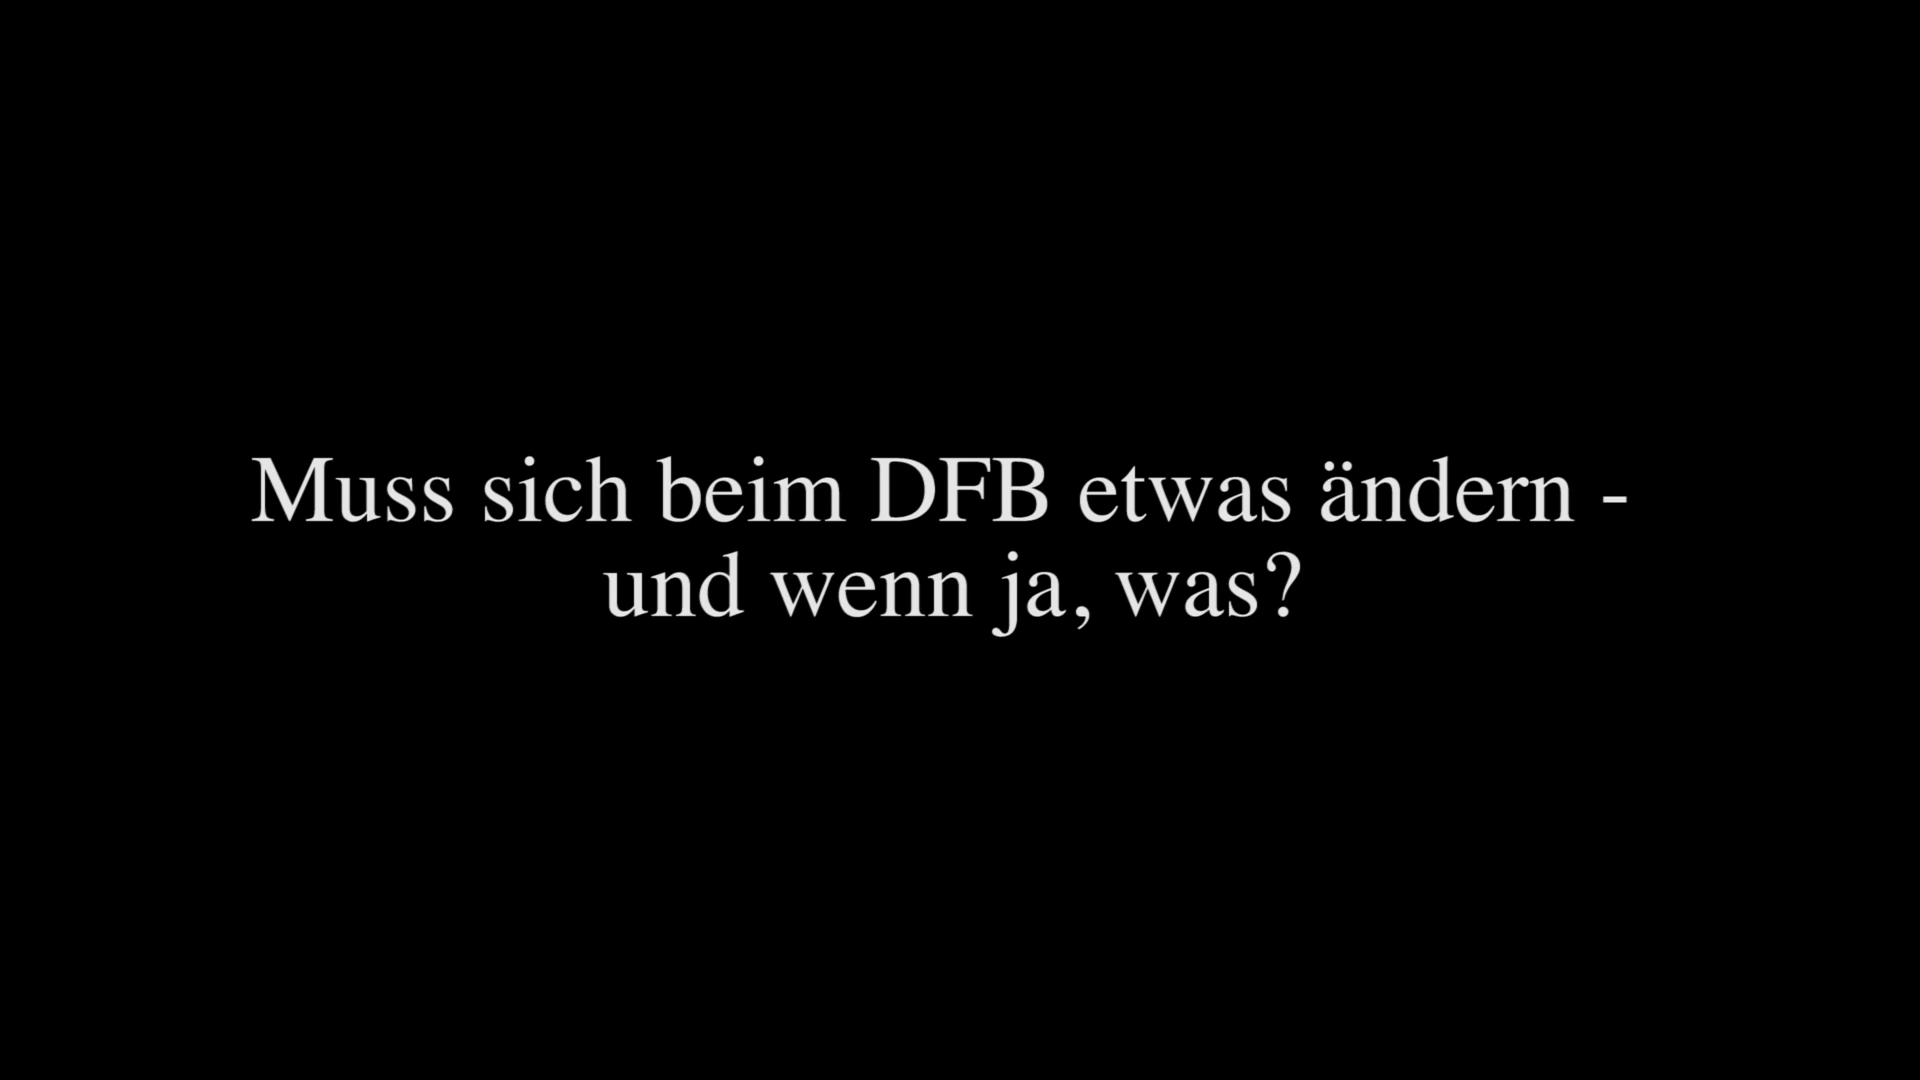 Muss sich beim DFB etwas ändern -
und wenn ja, was?